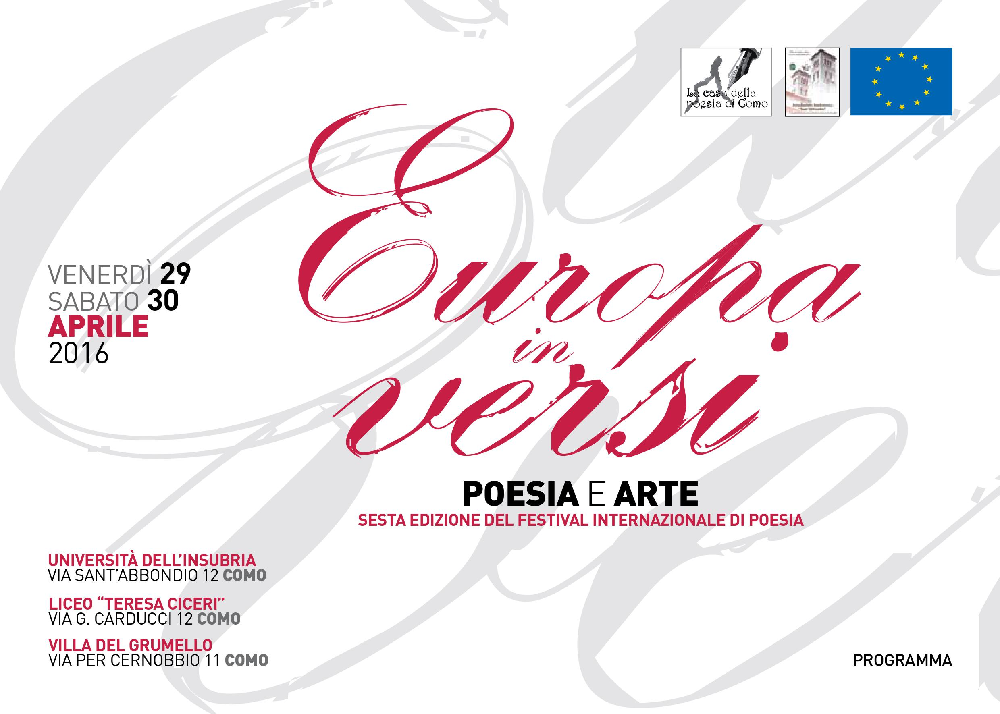 La casa della
poesia di Como
VENERDÌ 29
SABATO 30
APRILE
2016
Europa
in
versi
POESIA E ARTE
SESTA EDIZIONE DEL FESTIVAL INTERNAZIONALE DI POESIA
UNIVERSITÀ DELL'INSUBRIA
VIA SANT'ABBONDIO 12 COMO
LICEO “TERESA CICERI”
VIA G. CARDUCCI 12 COMO
VILLA DEL GRUMELLO
VIA PER CERNOBBIO 11 COMO
PROGRAMMA